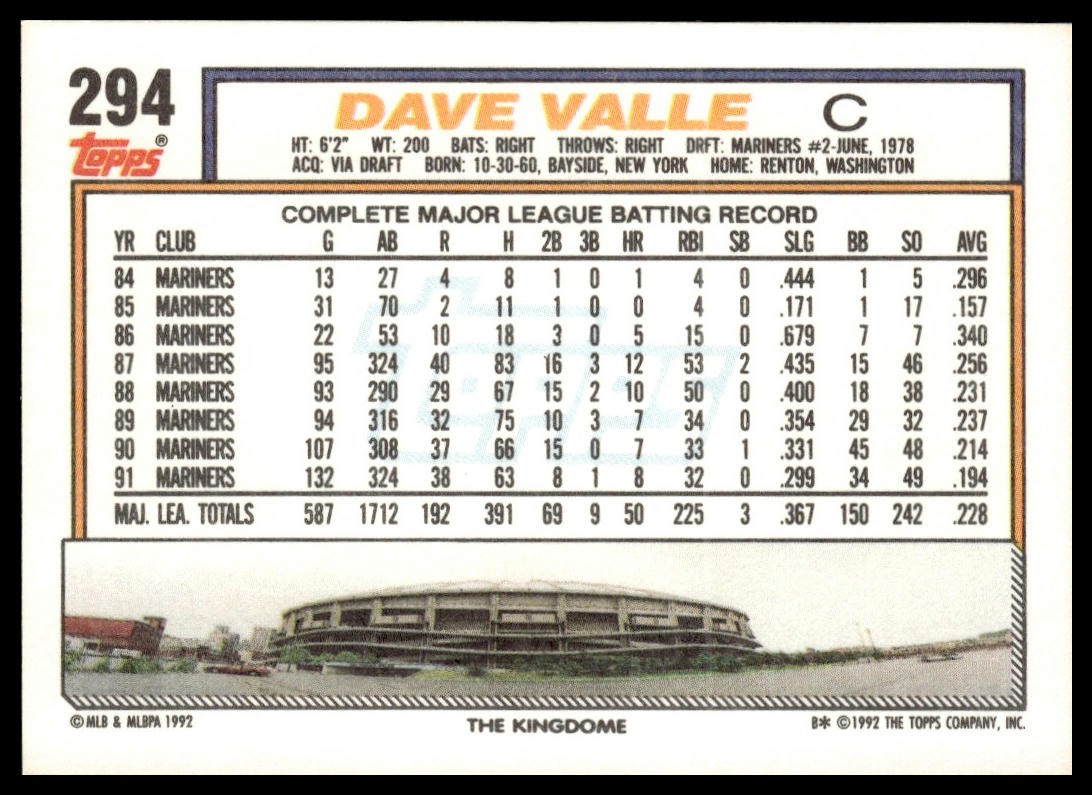 294
Topps®
DAVE VALLE C
HT: 6'2" WT: 200 BATS: RIGHT THROWS: RIGHT DRFT: MARINERS #2-JUNE, 1978
ACQ: VIA DRAFT BORN: 10-30-60, BAYSIDE, NEW YORK HOME: RENTON, WASHINGTON
COMPLETE MAJOR LEAGUE BATTING RECORD
YR CLUB G AB R H 2B 3B HR RBI SB SLG BB SO AVG
84 MARINERS 13 27 4 8 1 0 1 4 0 .444 1 5 .296
85 MARINERS 31 70 2 11 1 0 0 4 0 .171 1 17 .157
86 MARINERS 22 53 10 18 3 0 5 15 0 .679 7 7 .340
87 MARINERS 95 324 40 83 16 3 12 53 2 .435 15 46 .256
88 MARINERS 93 290 29 67 15 2 10 50 0 .400 18 38 .231
89 MARINERS 94 316 32 75 10 3 7 34 0 .354 29 32 .237
90 MARINERS 107 308 37 66 15 0 7 33 1 .331 45 48 .214
91 MARINERS 132 324 38 63 8 1 8 32 0 .299 34 49 .194
MAJ. LEA. TOTALS 587 1712 192 391 69 9 50 225 3 .367 150 242 .228
Topps
©MLB & MLBPA 1992
THE KINGDOME
B* ©1992 THE TOPPS COMPANY, INC.